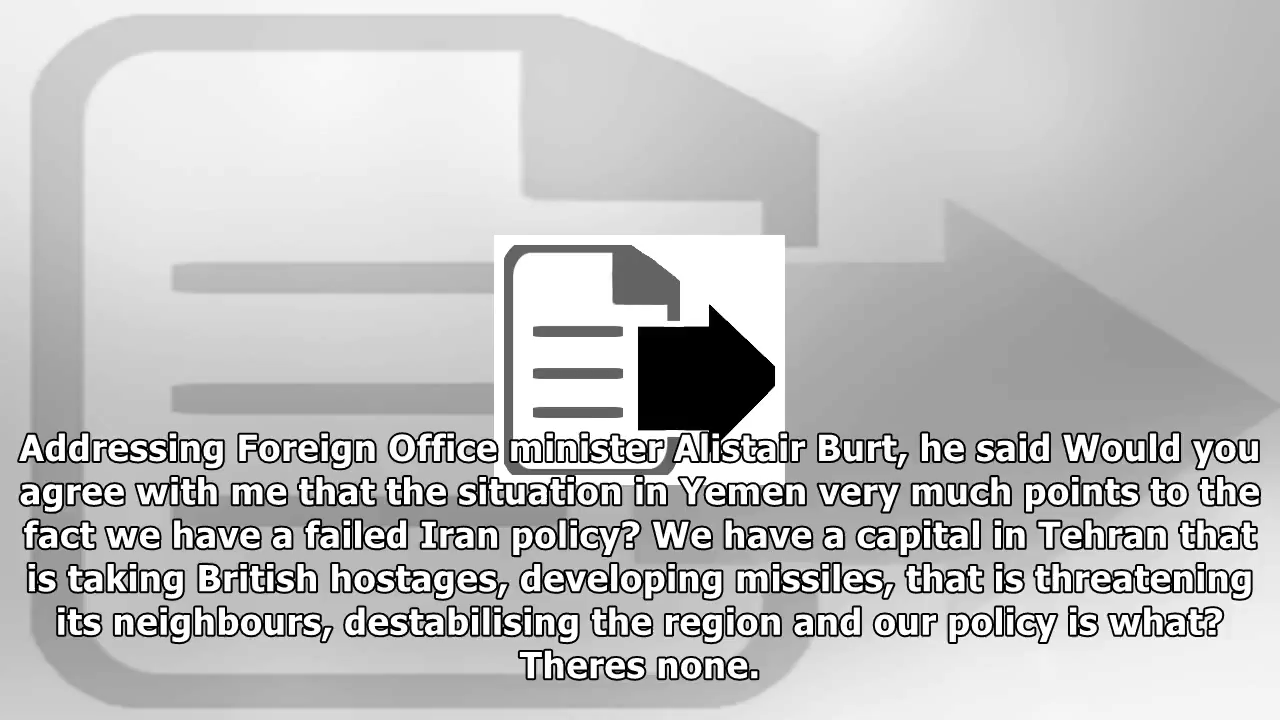 Addressing Foreign Office minister Alistair Burt, he said Would you
agree with me that the situation in Yemen very much points to the
fact we have a failed Iran policy? We have a capital in Tehran that
is taking British hostages, developing missiles, that is threatening
its neighbours, destabilising the region and our policy is what?
Theres none.